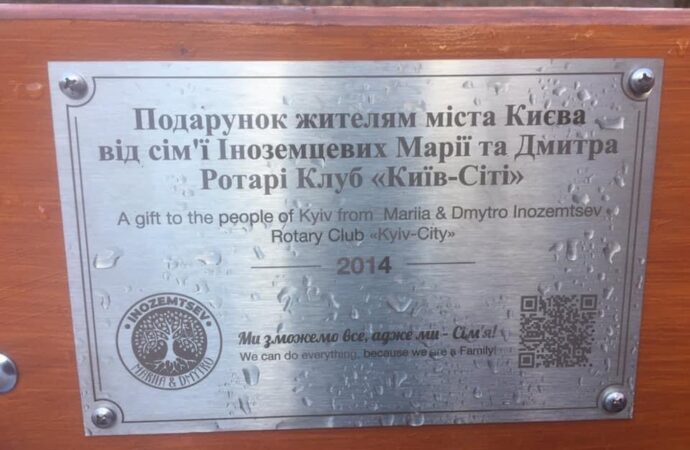 Подарунок жителям міста Києва
від сім'ї Іноземцевих Марії та Дмитра
Ротарі Клуб «Київ-Сіті»
A gift to the people of Kyiv from Mariia & Dmytro Inozemtsev
Rotary Club «Kyiv-City»
2014
INOZEMTSEV
MARIIA & DMYTRO
Ми зможемо все, адже ми – Сім'я!
We can do everything, because we are a Family!